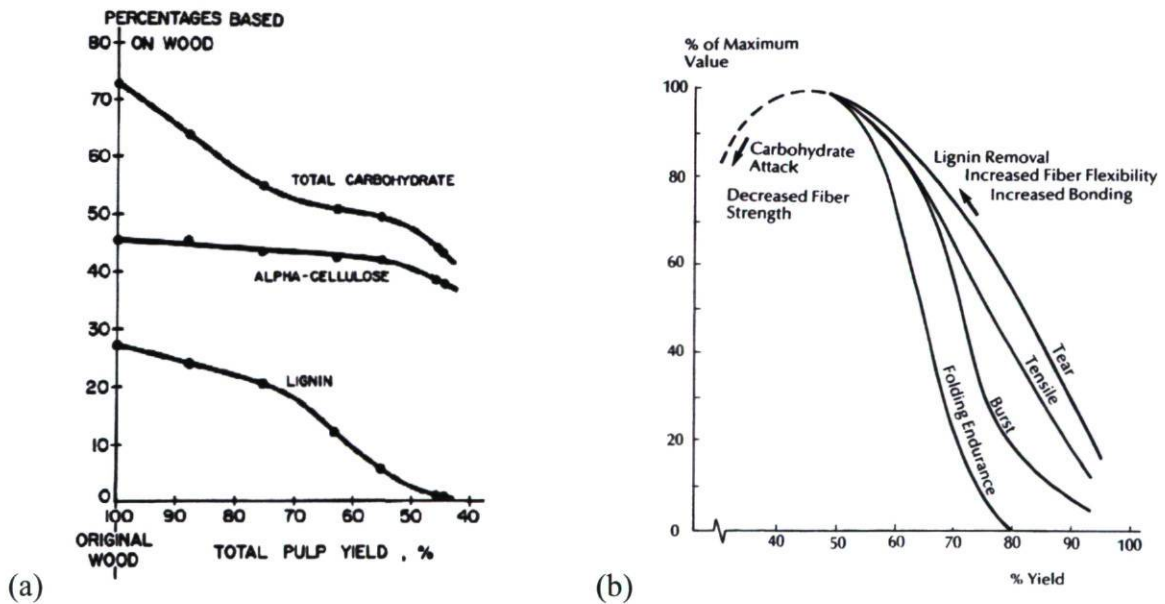 PERCENTAGES BASED
ON WOOD
80
70
60
50
40
30
20
10
0
TOTAL CARBOHYDRATE
ALPHA-CELLULOSE
LIGNIN
100 90 80 70 60 50 40
ORIGINAL
WOOD
TOTAL PULP YIELD , %
(a)
% of Maximum
Value
100
80
60
40
20
0
Carbohydrate
Attack
Decreased Fiber
Strength
Lignin Removal
Increased Fiber Flexibility
Increased Bonding
Folding Endurance
Burst
Tensile
Tear
40 50 60 70 80 90 100
% Yield
(b)